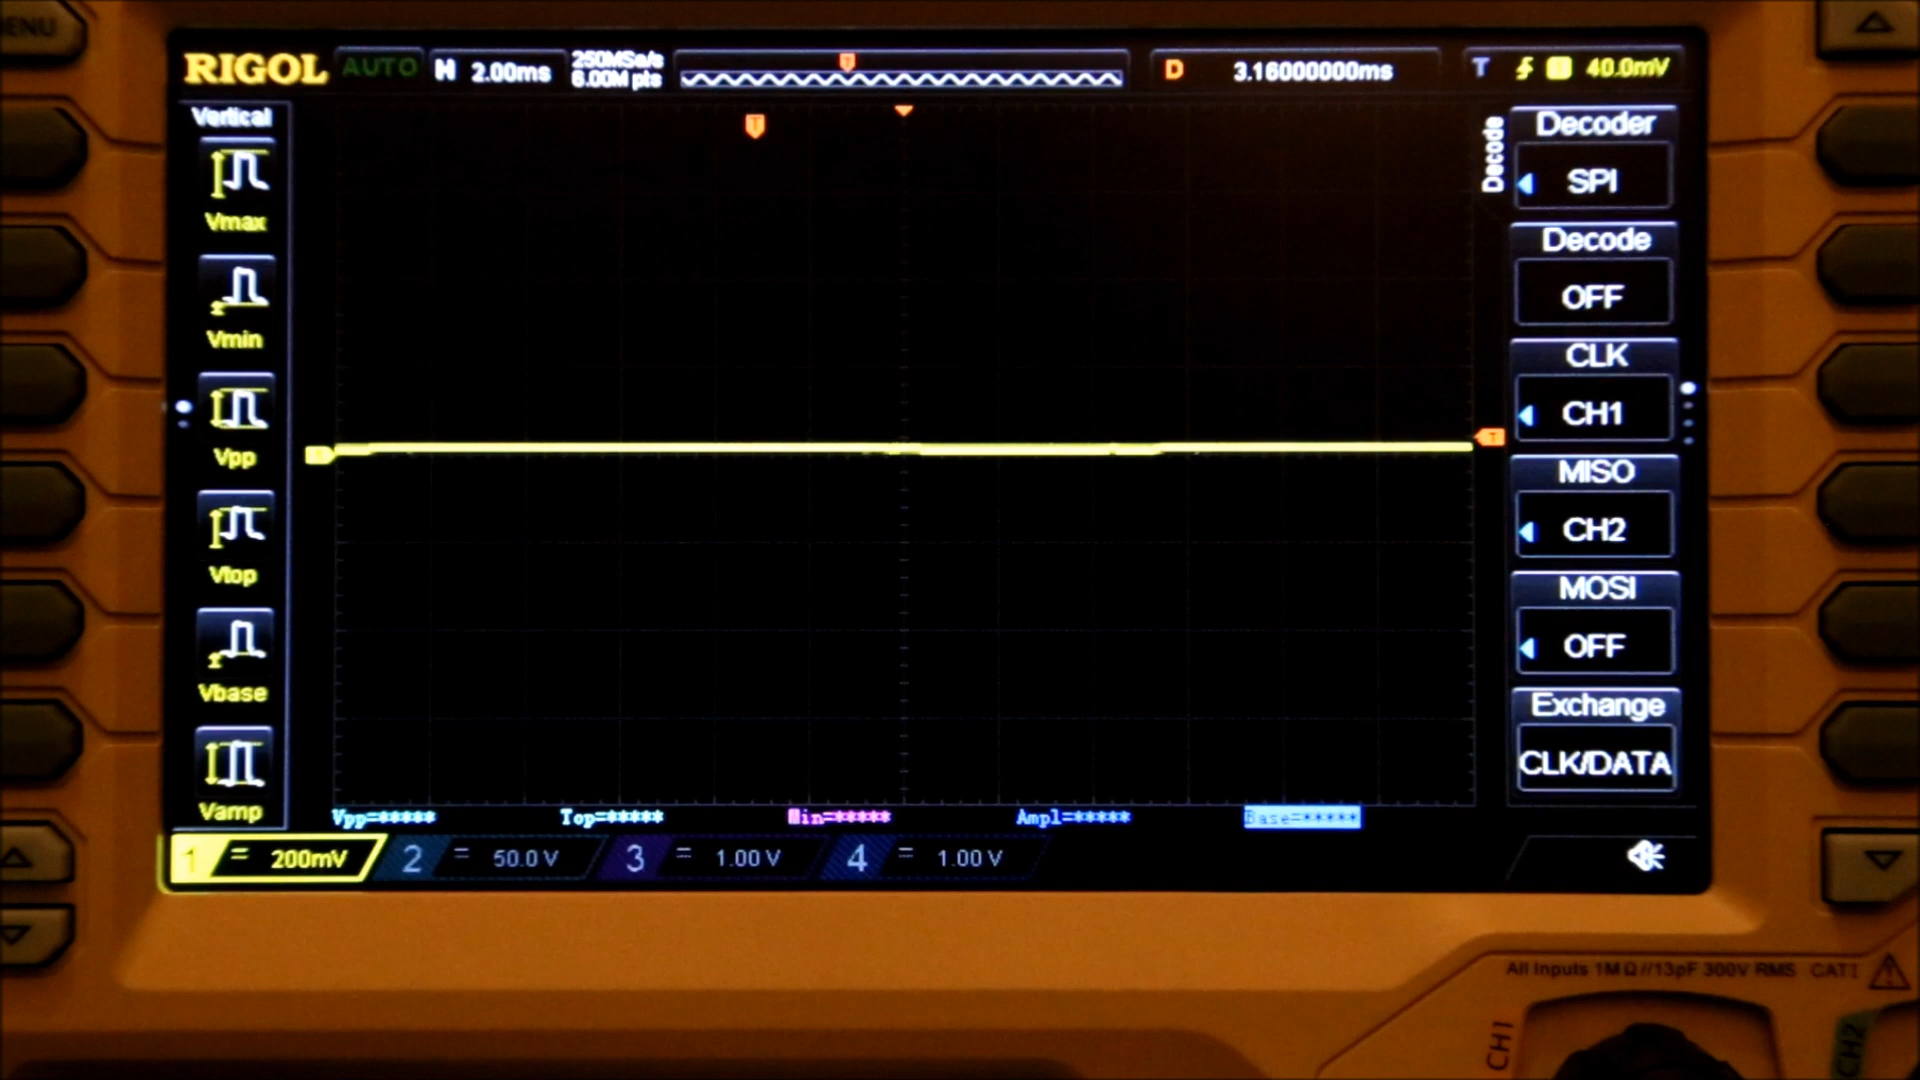 MENU
RIGOL AUTO H 2.00ms 250MSa/s D 3.16000000ms T 40.0mV
6.00M pts
T
T
Vertical
Vmax
Vmin
Vpp
Vtop
Vbase
Vamp
T
Decode
Decoder
SPI
Decode
OFF
CLK
CH1
MISO
CH2
MOSI
OFF
Exchange
CLK/DATA
Vpp=***** Top=***** Min=***** Ampl=***** Base=*****
1 = 200mV 2 = 50.0 V 3 = 1.00 V 4 = 1.00 V
All Inputs 1MΩ//13pF 300V RMS CAT I
CH1
CH2